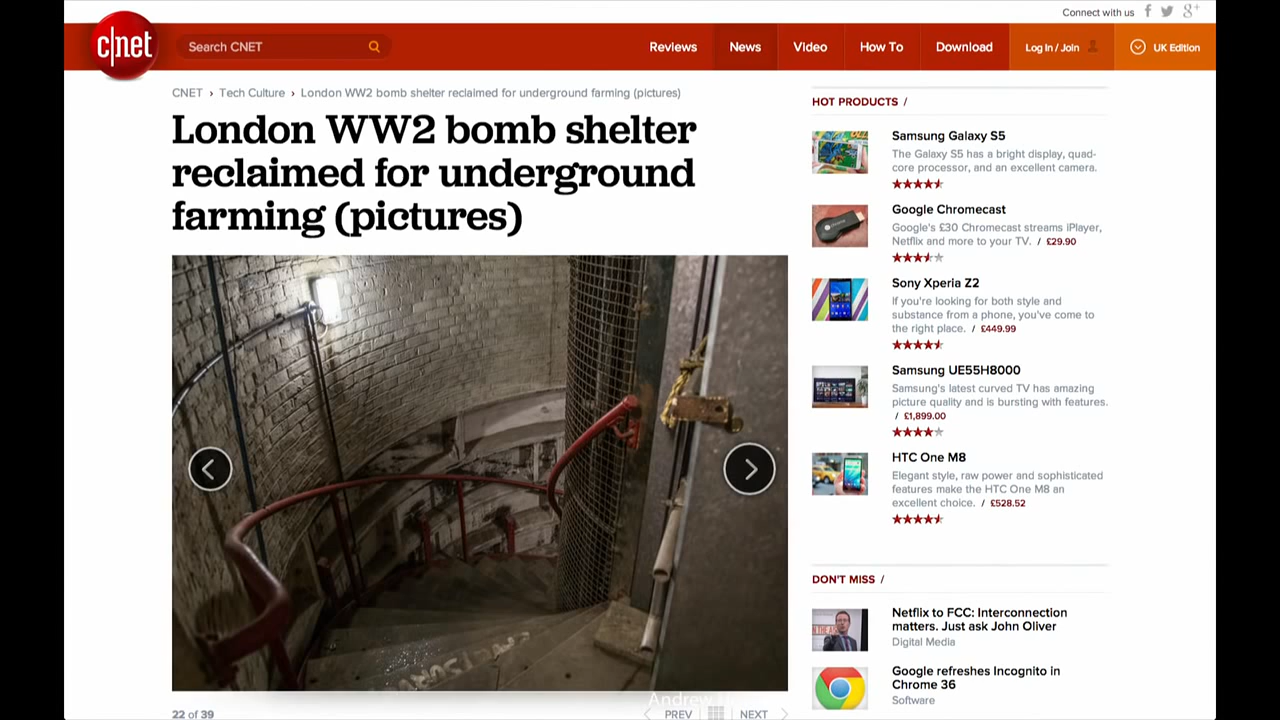 Connect with us
c|net
Search CNET
Reviews
News
Video
How To
Download
Log In / Join
UK Edition
CNET › Tech Culture › London WW2 bomb shelter reclaimed for underground farming (pictures)
London WW2 bomb shelter
reclaimed for underground
farming (pictures)
22 of 39
PREV
NEXT
Andrew
HOT PRODUCTS /
Samsung Galaxy S5
The Galaxy S5 has a bright display, quad-
core processor, and an excellent camera.
Google Chromecast
Google's £30 Chromecast streams iPlayer,
Netflix and more to your TV. / £29.90
Sony Xperia Z2
If you're looking for both style and
substance from a phone, you've come to
the right place. / £449.99
Samsung UE55H8000
Samsung's latest curved TV has amazing
picture quality and is bursting with features.
/ £1,899.00
HTC One M8
Elegant style, raw power and sophisticated
features make the HTC One M8 an
excellent choice. / £528.52
DON'T MISS /
Netflix to FCC: Interconnection
matters. Just ask John Oliver
Digital Media
Google refreshes Incognito in
Chrome 36
Software